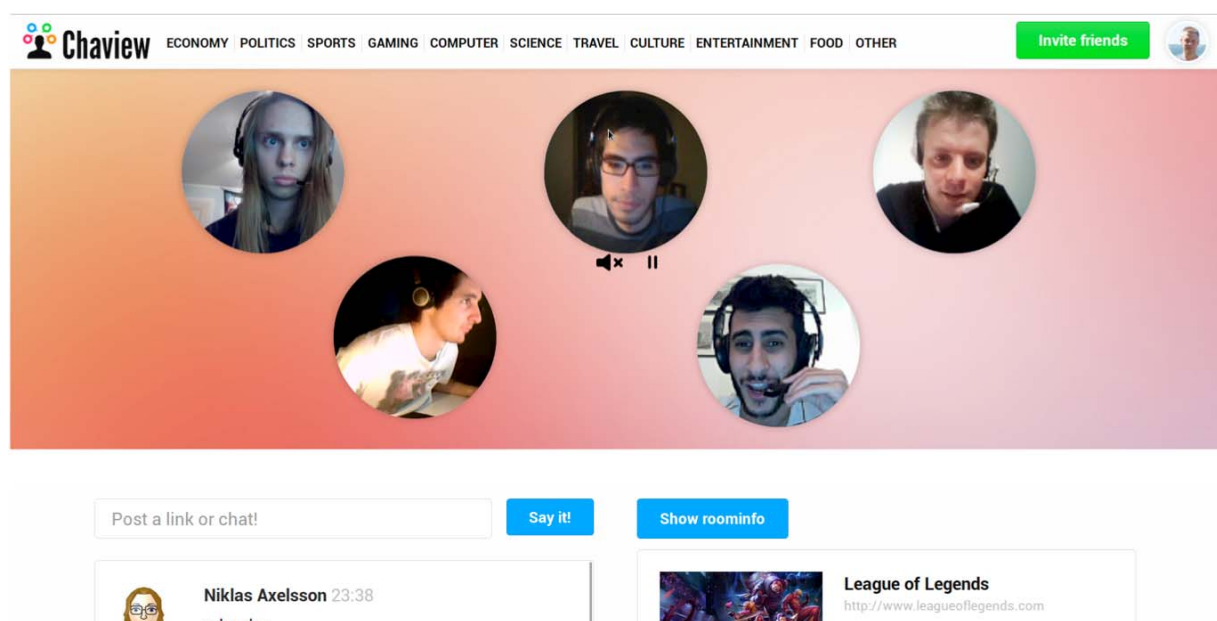 Chaview ECONOMY POLITICS SPORTS GAMING COMPUTER SCIENCE TRAVEL CULTURE ENTERTAINMENT FOOD OTHER Invite friends
Post a link or chat! Say it! Show roominfo
Niklas Axelsson 23:38
League of Legends
http://www.leagueoflegends.com